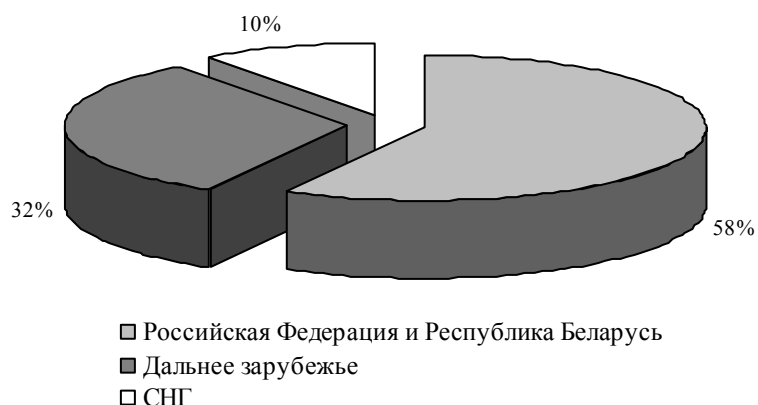 10%
32%
58%
Российская Федерация и Республика Беларусь
Дальнее зарубежье
СНГ